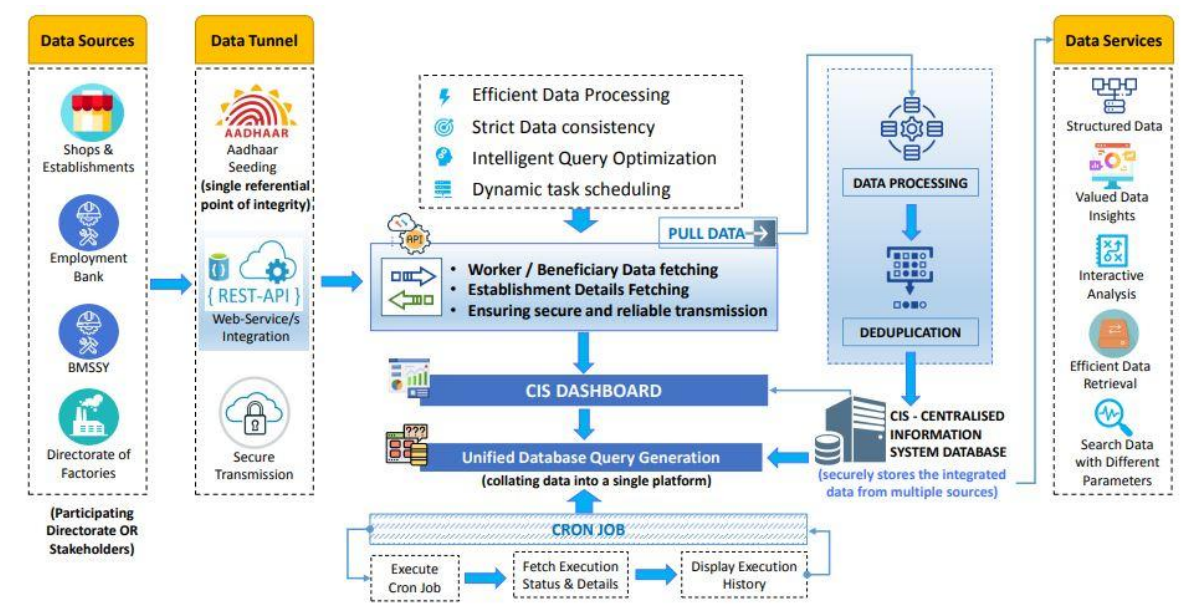 Data Sources
Shops &
Establishments
Employment
Bank
BMSSY
Directorate of
Factories
(Participating
Directorate OR
Stakeholders)
Data Tunnel
AADHAAR
Aadhaar
Seeding
(single referential
point of integrity)
{ REST-API }
Web-Service/s
Integration
Secure
Transmission
Efficient Data Processing
Strict Data consistency
Intelligent Query Optimization
Dynamic task scheduling
API
PULL DATA
• Worker / Beneficiary Data fetching
• Establishment Details Fetching
• Ensuring secure and reliable transmission
CIS DASHBOARD
???
Unified Database Query Generation
(collating data into a single platform)
CRON JOB
Execute
Cron Job
Fetch Execution
Status & Details
Display Execution
History
DATA PROCESSING
DEDUPLICATION
CIS - CENTRALISED
INFORMATION
SYSTEM DATABASE
(securely stores the integrated
data from multiple sources)
Data Services
Structured Data
Valued Data
Insights
Interactive
Analysis
Efficient Data
Retrieval
Search Data
with Different
Parameters